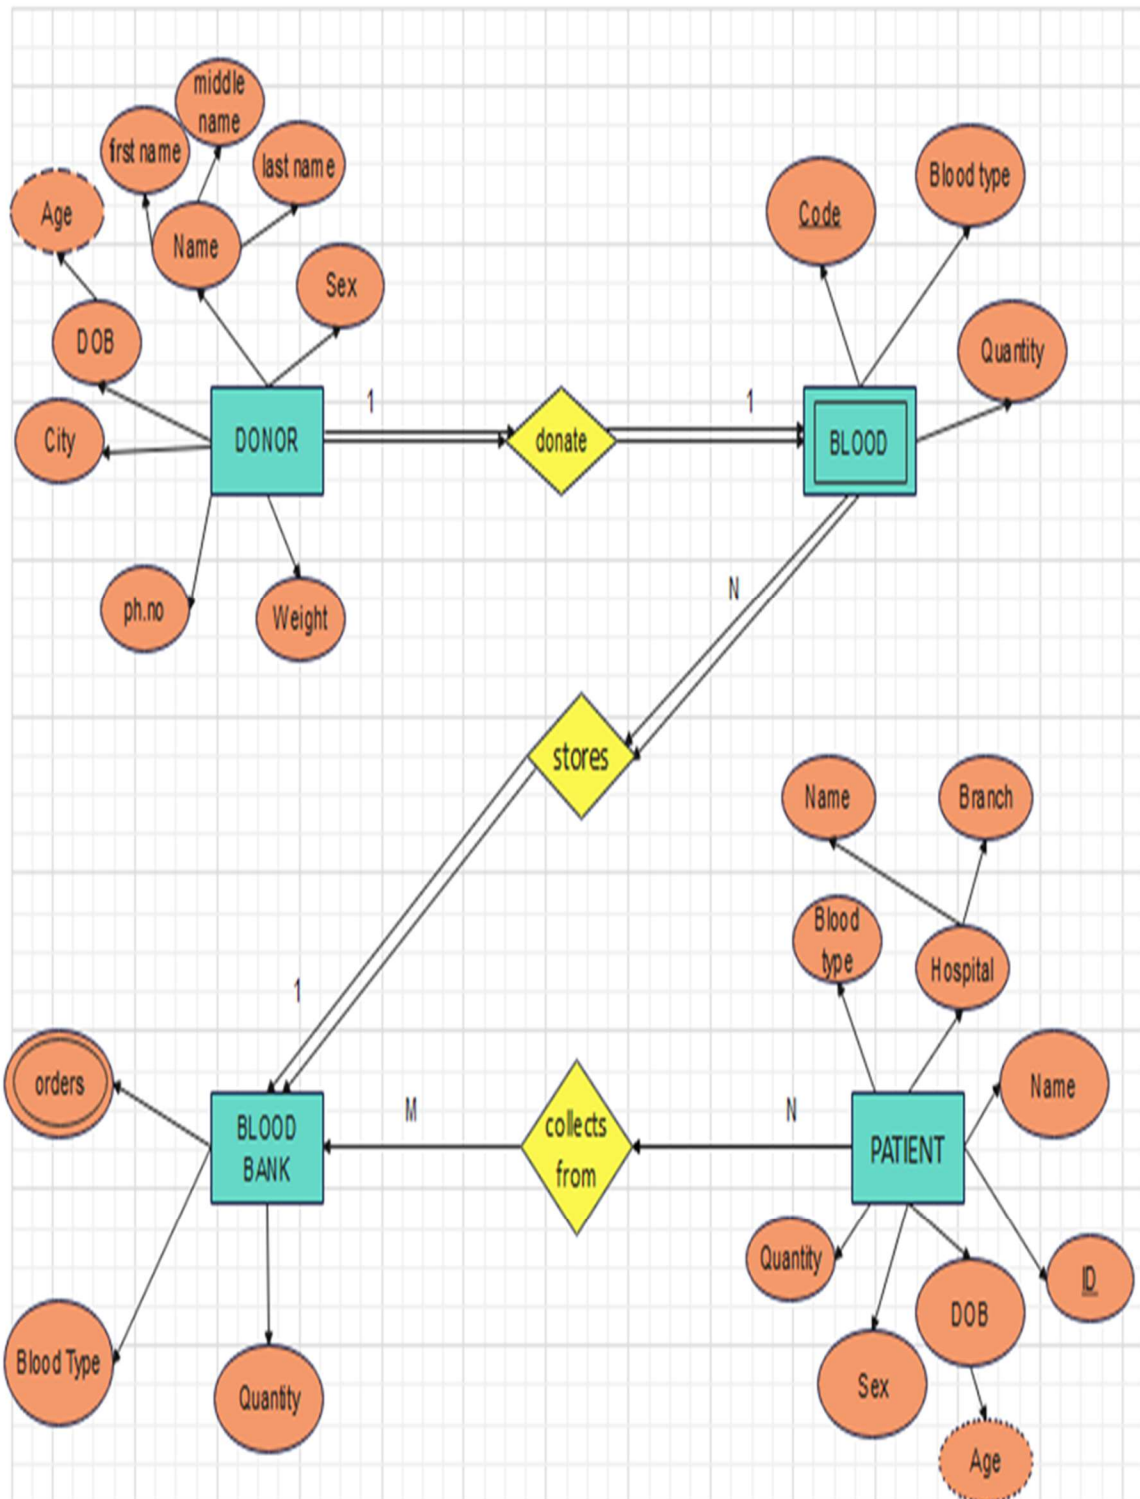 middle
name
first name
last name
Age
Name
Sex
DOB
City
DONOR
ph.no
Weight
1
donate
1
Code
Blood type
Quantity
BLOOD
N
stores
1
Name
Branch
Blood
type
Hospital
Name
orders
BLOOD
BANK
M
collects
from
N
PATIENT
Quantity
ID
DOB
Sex
Age
Blood Type
Quantity